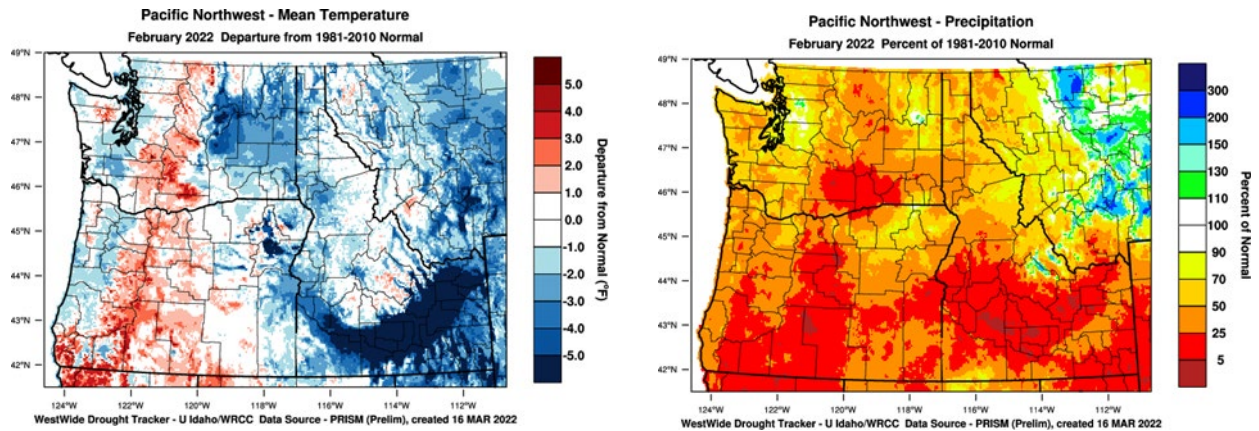 Pacific Northwest - Mean Temperature
February 2022 Departure from 1981-2010 Normal
49°N
48°N
47°N
46°N
45°N
44°N
43°N
42°N
124°W 122°W 120°W 118°W 116°W 114°W 112°W
5.0
4.0
3.0
2.0
1.0
0.0
-1.0
-2.0
-3.0
-4.0
-5.0
Departure from Normal (°F)
WestWide Drought Tracker - U Idaho/WRCC Data Source - PRISM (Prelim), created 16 MAR 2022
Pacific Northwest - Precipitation
February 2022 Percent of 1981-2010 Normal
49°N
48°N
47°N
46°N
45°N
44°N
43°N
42°N
124°W 122°W 120°W 118°W 116°W 114°W 112°W
300
200
150
130
110
100
90
70
50
25
5
Percent of Normal
WestWide Drought Tracker - U Idaho/WRCC Data Source - PRISM (Prelim), created 16 MAR 2022